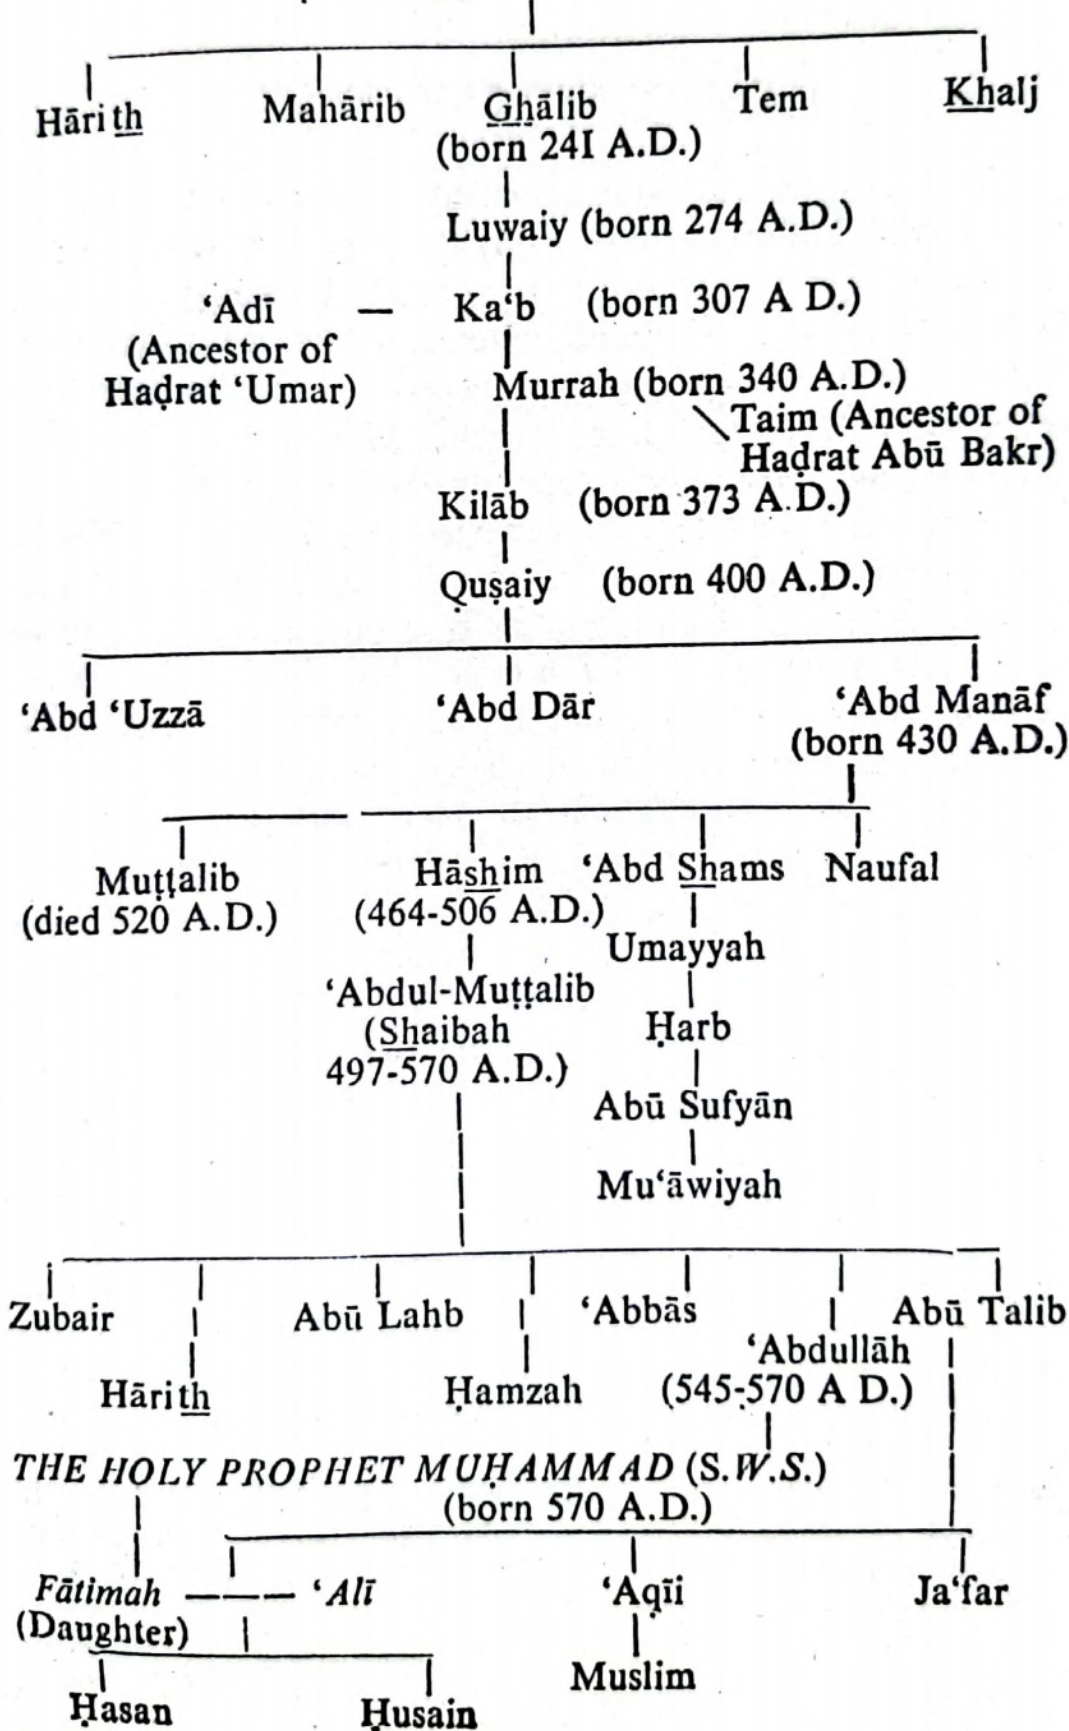 Hārith Mahārib Ghālib Tem Khalj
(born 24I A.D.)
Luwaiy (born 274 A.D.)
‘Adī — Ka‘b (born 307 A D.)
(Ancestor of
Haḍrat ‘Umar)
Murrah (born 340 A.D.)
Taim (Ancestor of
Haḍrat Abū Bakr)
Kilāb (born 373 A.D.)
Quṣaiy (born 400 A.D.)
‘Abd ‘Uzzā ‘Abd Dār ‘Abd Manāf
(born 430 A.D.)
Muṭṭalib Hāshim ‘Abd Shams Naufal
(died 520 A.D.) (464-506 A.D.)
Umayyah
‘Abdul-Muṭṭalib
(Shaibah Ḥarb
497-570 A.D.)
Abū Sufyān
Mu‘āwiyah
Zubair Abū Lahb ‘Abbās Abū Talib
‘Abdullāh
Hārith Ḥamzah (545-570 A D.)
THE HOLY PROPHET MUḤAMMAD (S.W.S.)
(born 570 A.D.)
Fātimah ——— ‘Alī ‘Aqīi Ja‘far
(Daughter)
Muslim
Ḥasan Ḥusain